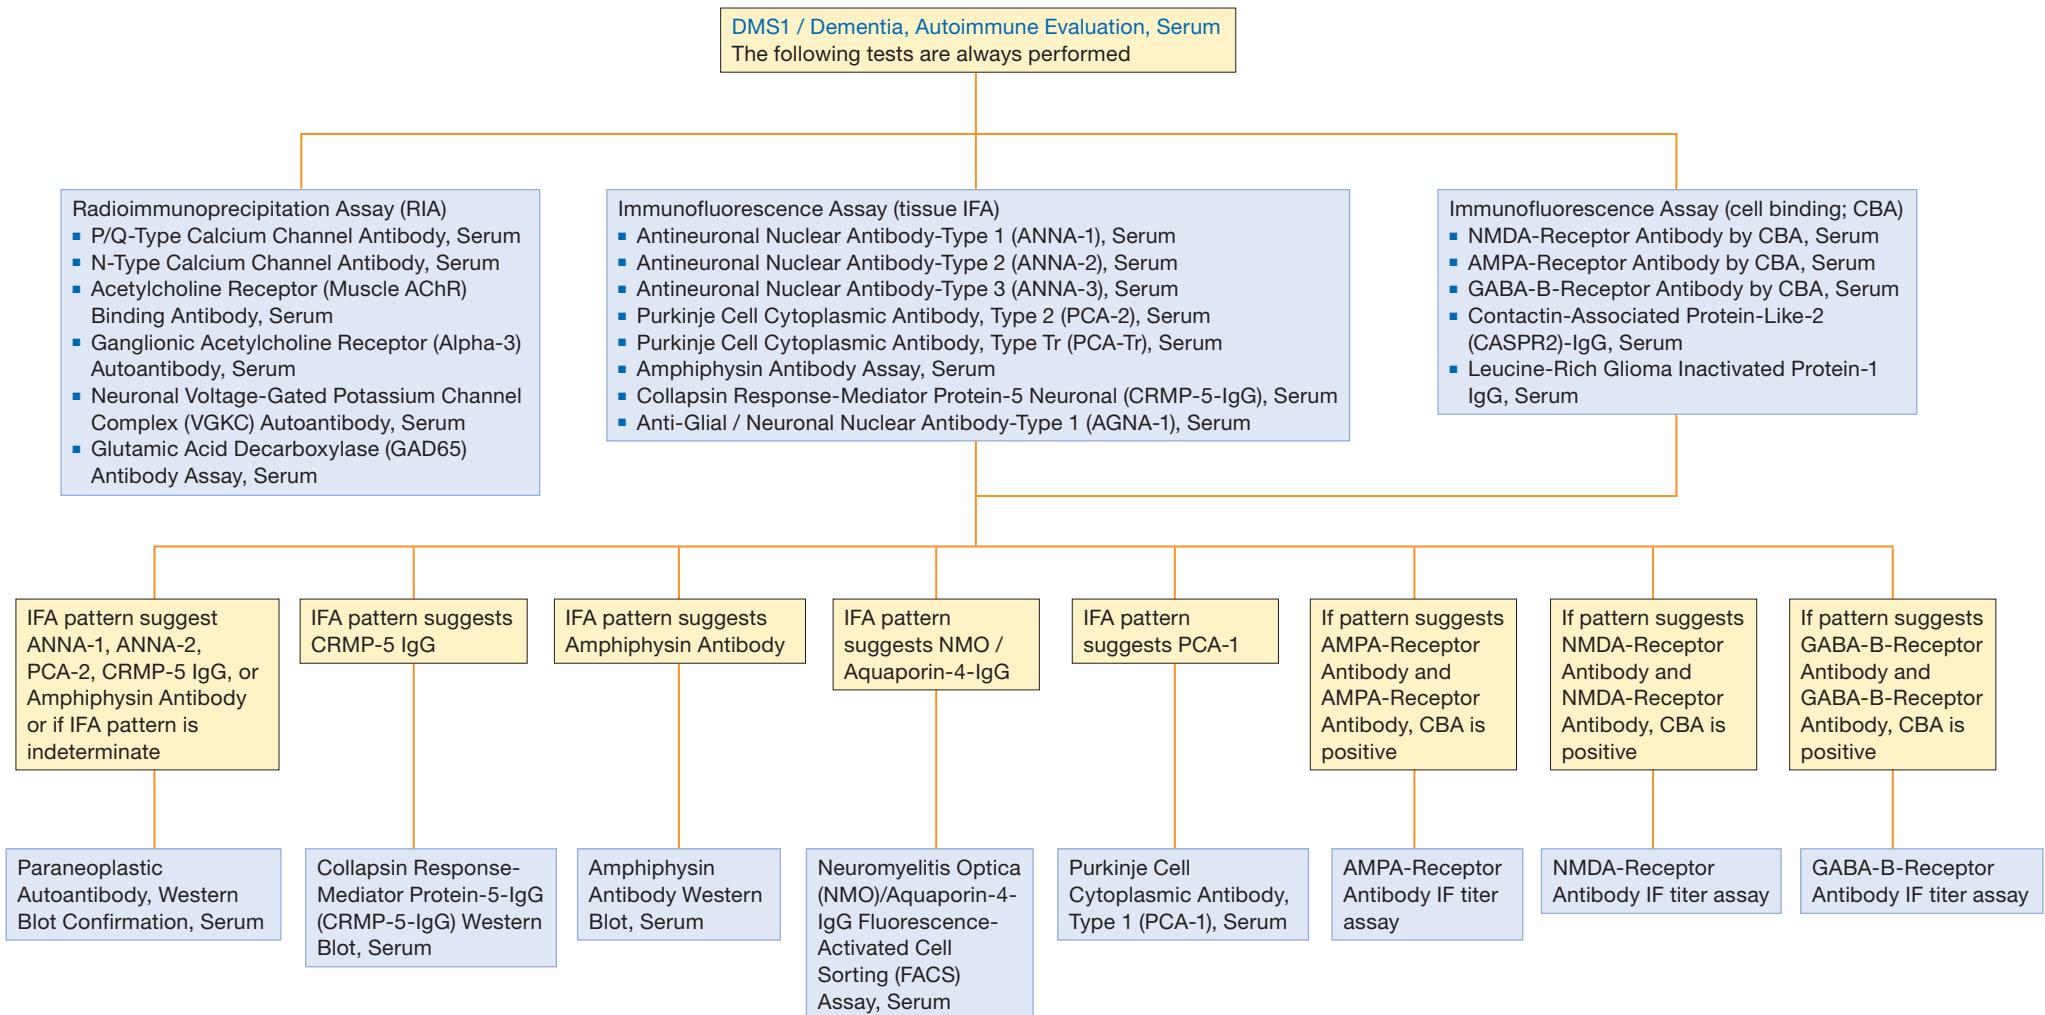 DMS1 / Dementia, Autoimmune Evaluation, Serum
The following tests are always performed
Radioimmunoprecipitation Assay (RIA)
▪ P/Q-Type Calcium Channel Antibody, Serum
▪ N-Type Calcium Channel Antibody, Serum
▪ Acetylcholine Receptor (Muscle AChR)
Binding Antibody, Serum
▪ Ganglionic Acetylcholine Receptor (Alpha-3)
Autoantibody, Serum
▪ Neuronal Voltage-Gated Potassium Channel
Complex (VGKC) Autoantibody, Serum
▪ Glutamic Acid Decarboxylase (GAD65)
Antibody Assay, Serum
Immunofluorescence Assay (tissue IFA)
▪ Antineuronal Nuclear Antibody-Type 1 (ANNA-1), Serum
▪ Antineuronal Nuclear Antibody-Type 2 (ANNA-2), Serum
▪ Antineuronal Nuclear Antibody-Type 3 (ANNA-3), Serum
▪ Purkinje Cell Cytoplasmic Antibody, Type 2 (PCA-2), Serum
▪ Purkinje Cell Cytoplasmic Antibody, Type Tr (PCA-Tr), Serum
▪ Amphiphysin Antibody Assay, Serum
▪ Collapsin Response-Mediator Protein-5 Neuronal (CRMP-5-IgG), Serum
▪ Anti-Glial / Neuronal Nuclear Antibody-Type 1 (AGNA-1), Serum
Immunofluorescence Assay (cell binding; CBA)
▪ NMDA-Receptor Antibody by CBA, Serum
▪ AMPA-Receptor Antibody by CBA, Serum
▪ GABA-B-Receptor Antibody by CBA, Serum
▪ Contactin-Associated Protein-Like-2
(CASPR2)-IgG, Serum
▪ Leucine-Rich Glioma Inactivated Protein-1
IgG, Serum
IFA pattern suggest
ANNA-1, ANNA-2,
PCA-2, CRMP-5 IgG, or
Amphiphysin Antibody
or if IFA pattern is
indeterminate
IFA pattern suggests
CRMP-5 IgG
IFA pattern suggests
Amphiphysin Antibody
IFA pattern
suggests NMO /
Aquaporin-4-IgG
IFA pattern
suggests PCA-1
If pattern suggests
AMPA-Receptor
Antibody and
AMPA-Receptor
Antibody, CBA is
positive
If pattern suggests
NMDA-Receptor
Antibody and
NMDA-Receptor
Antibody, CBA is
positive
If pattern suggests
GABA-B-Receptor
Antibody and
GABA-B-Receptor
Antibody, CBA is
positive
Paraneoplastic
Autoantibody, Western
Blot Confirmation, Serum
Collapsin Response-
Mediator Protein-5-IgG
(CRMP-5-IgG) Western
Blot, Serum
Amphiphysin
Antibody Western
Blot, Serum
Neuromyelitis Optica
(NMO)/Aquaporin-4-
IgG Fluorescence-
Activated Cell
Sorting (FACS)
Assay, Serum
Purkinje Cell
Cytoplasmic Antibody,
Type 1 (PCA-1), Serum
AMPA-Receptor
Antibody IF titer
assay
NMDA-Receptor
Antibody IF titer assay
GABA-B-Receptor
Antibody IF titer assay